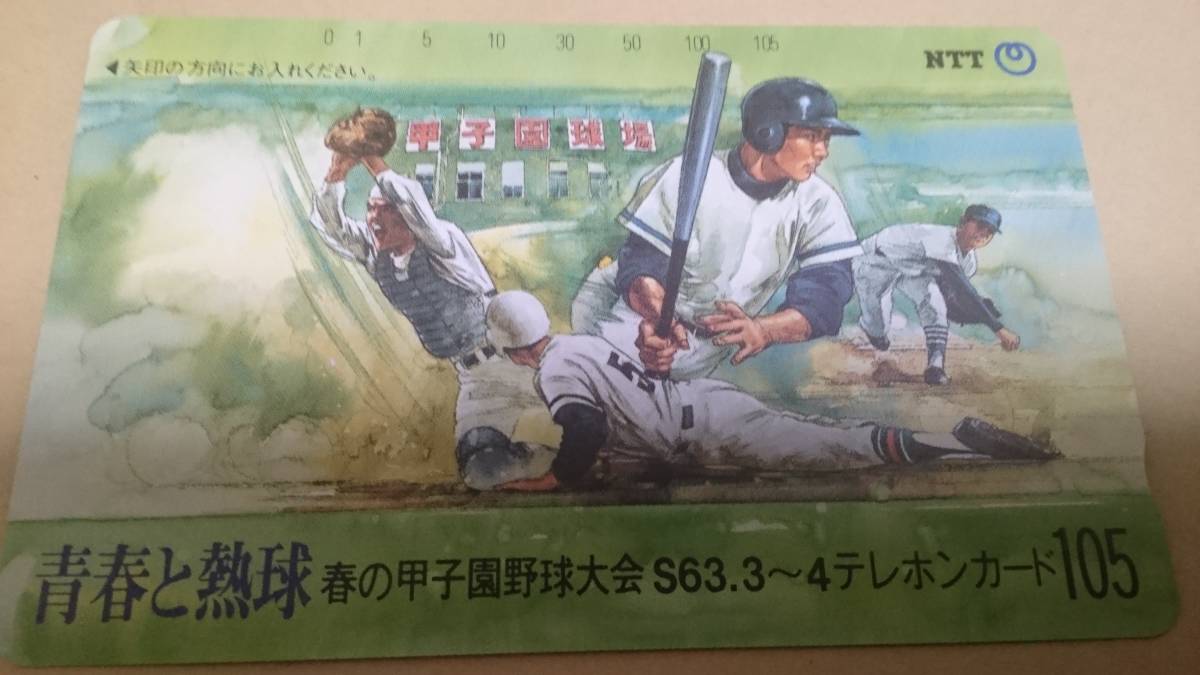 0 1 5 10 30 50 100 105
◀矢印の方向にお入れください。
NTT
甲子園球場
5
青春と熱球 春の甲子園野球大会 S63.3〜4テレホンカード105